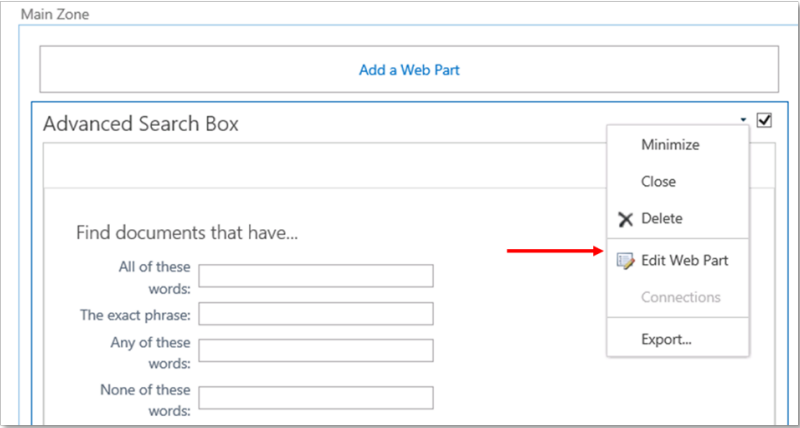 Main Zone
Add a Web Part
Advanced Search Box
Minimize
Close
Delete
Edit Web Part
Connections
Export...
Find documents that have...
All of these
words:
The exact phrase:
Any of these
words:
None of these
words: